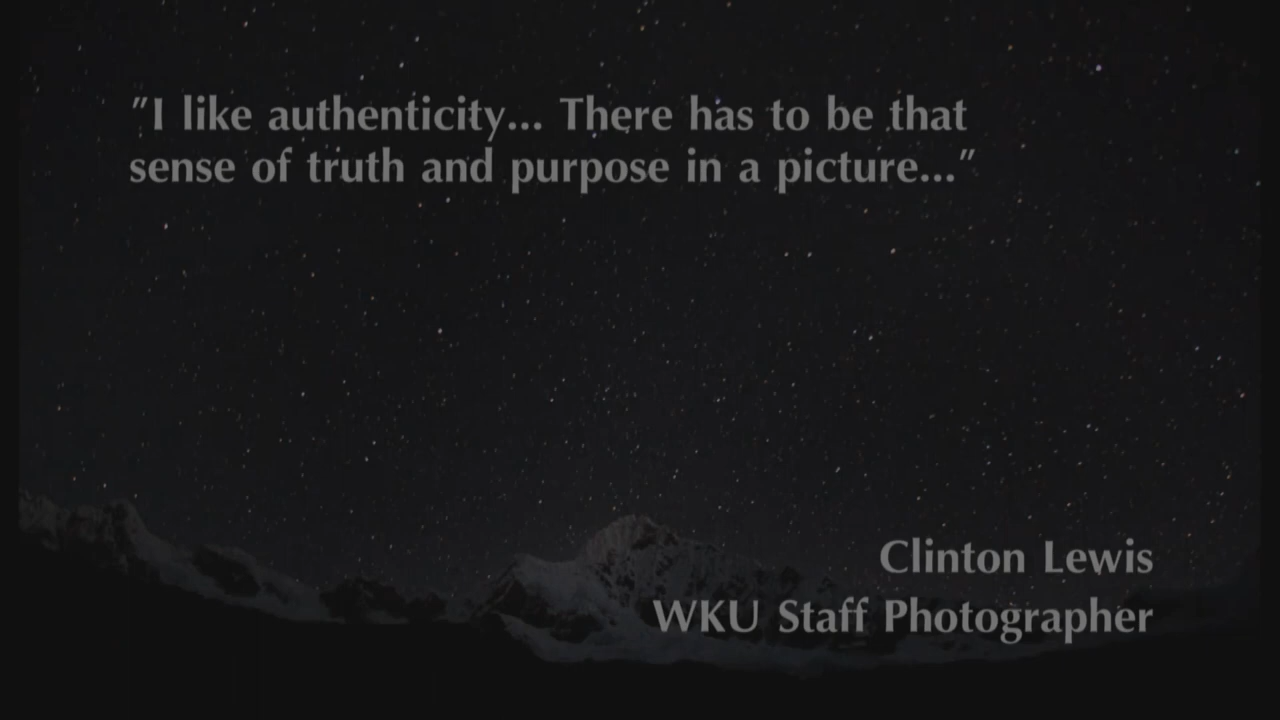 "I like authenticity... There has to be that
sense of truth and purpose in a picture..."
Clinton Lewis
WKU Staff Photographer